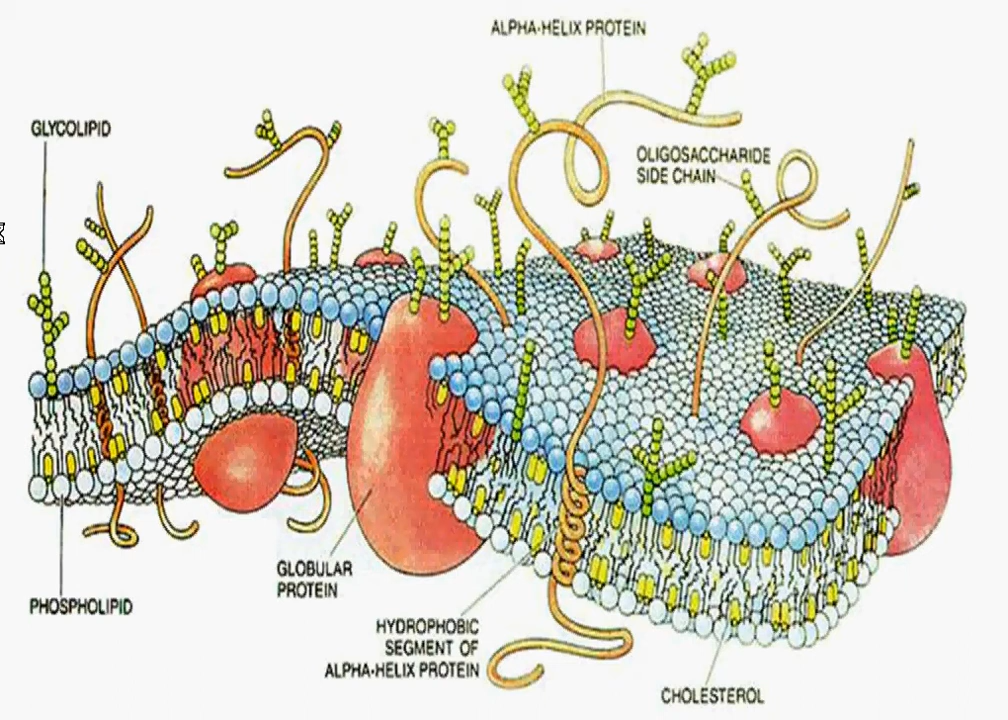 ALPHA-HELIX PROTEIN
GLYCOLIPID
OLIGOSACCHARIDE
SIDE CHAIN
GLOBULAR
PROTEIN
PHOSPHOLIPID
HYDROPHOBIC
SEGMENT OF
ALPHA-HELIX PROTEIN
CHOLESTEROL